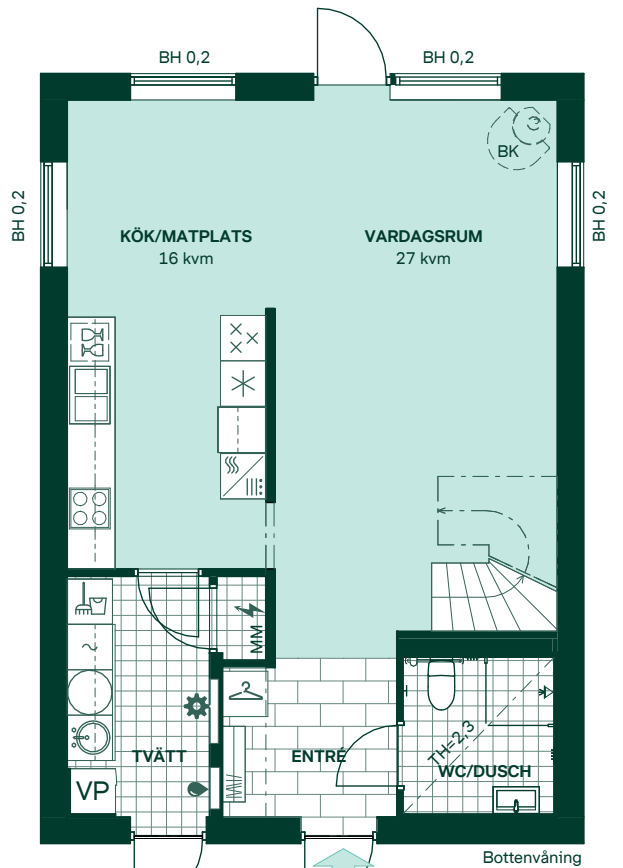 BH 0,2
BH 0,2
BK
BH 0,2
BH 0,2
KÖK/MATPLATS
16 kvm
VARDAGSRUM
27 kvm
MM
TH=2,3
TVÄTT
ENTRÉ
WC/DUSCH
VP
Bottenvåning